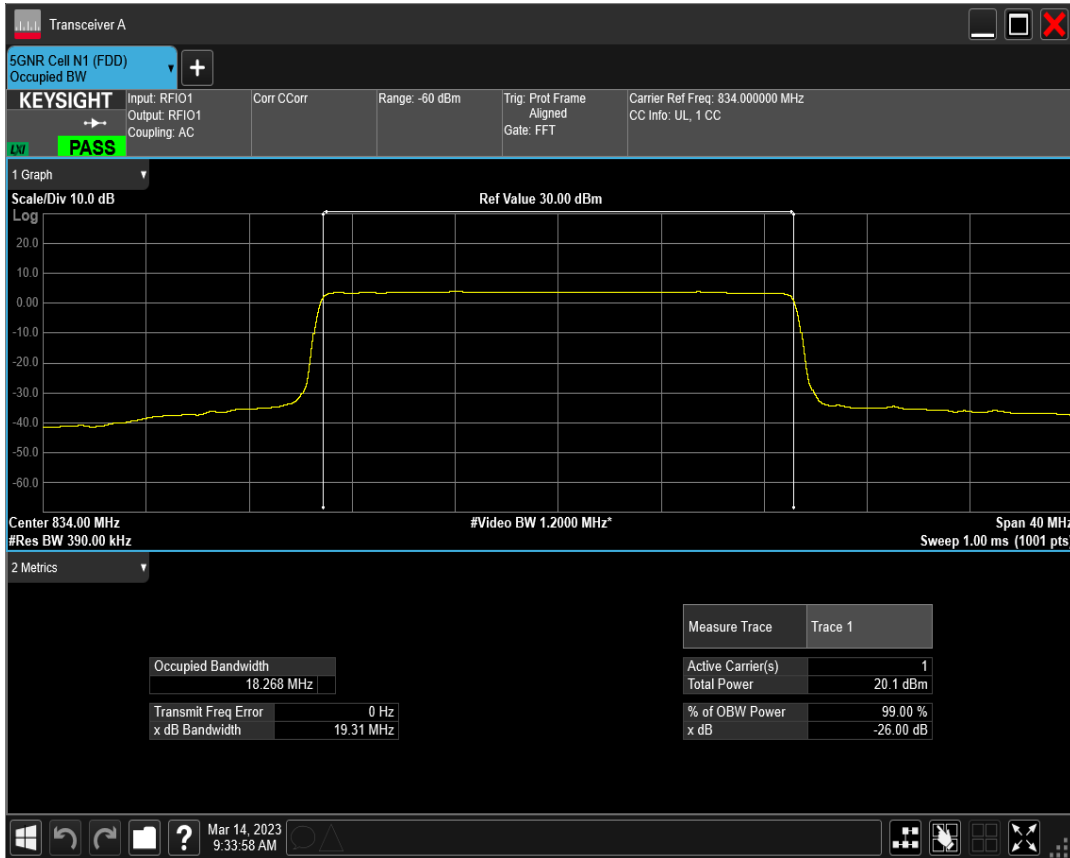 Transceiver A
5GNR Cell N1 (FDD)
Occupied BW
+
KEYSIGHT
LXI
PASS
Input: RFIO1
Output: RFIO1
Coupling: AC
Corr CCorr
Range: -60 dBm
Trig: Prot Frame
Aligned
Gate: FFT
Carrier Ref Freq: 834.000000 MHz
CC Info: UL, 1 CC
1 Graph
Scale/Div 10.0 dB
Ref Value 30.00 dBm
Log
20.0
10.0
0.00
-10.0
-20.0
-30.0
-40.0
-50.0
-60.0
Center 834.00 MHz
#Video BW 1.2000 MHz*
Span 40 MHz
#Res BW 390.00 kHz
Sweep 1.00 ms (1001 pts)
2 Metrics
Measure Trace Trace 1
Occupied Bandwidth
18.268 MHz
Transmit Freq Error 0 Hz
x dB Bandwidth 19.31 MHz
Active Carrier(s) 1
Total Power 20.1 dBm
% of OBW Power 99.00 %
x dB -26.00 dB
?
Mar 14, 2023
9:33:58 AM